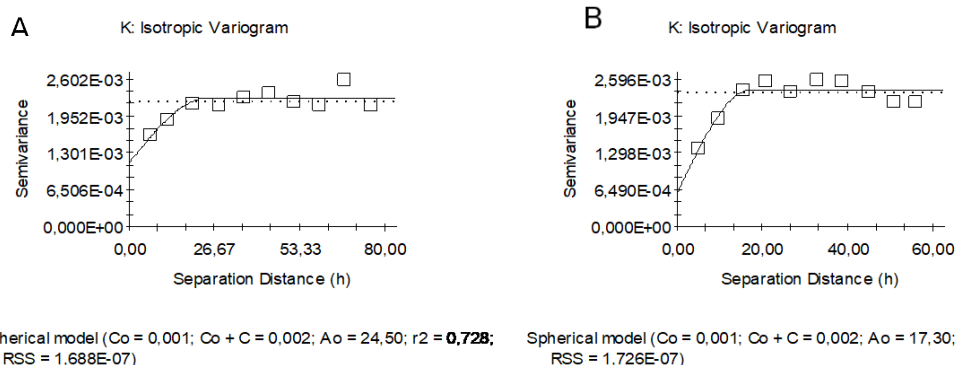 A
K: Isotropic Variogram
2,602E-03
1,952E-03
1,301E-03
6,506E-04
0,000E+00
Semivariance
0,00
26,67
53,33
80,00
Separation Distance (h)
herical model (Co = 0,001; Co + C = 0,002; Ao = 24,50; r2 = 0,728;
RSS = 1.688E-07)
B
K: Isotropic Variogram
2,596E-03
1,947E-03
1,298E-03
6,490E-04
0,000E+00
Semivariance
0,00
20,00
40,00
60,00
Separation Distance (h)
Spherical model (Co = 0,001; Co + C = 0,002; Ao = 17,30;
RSS = 1.726E-07)